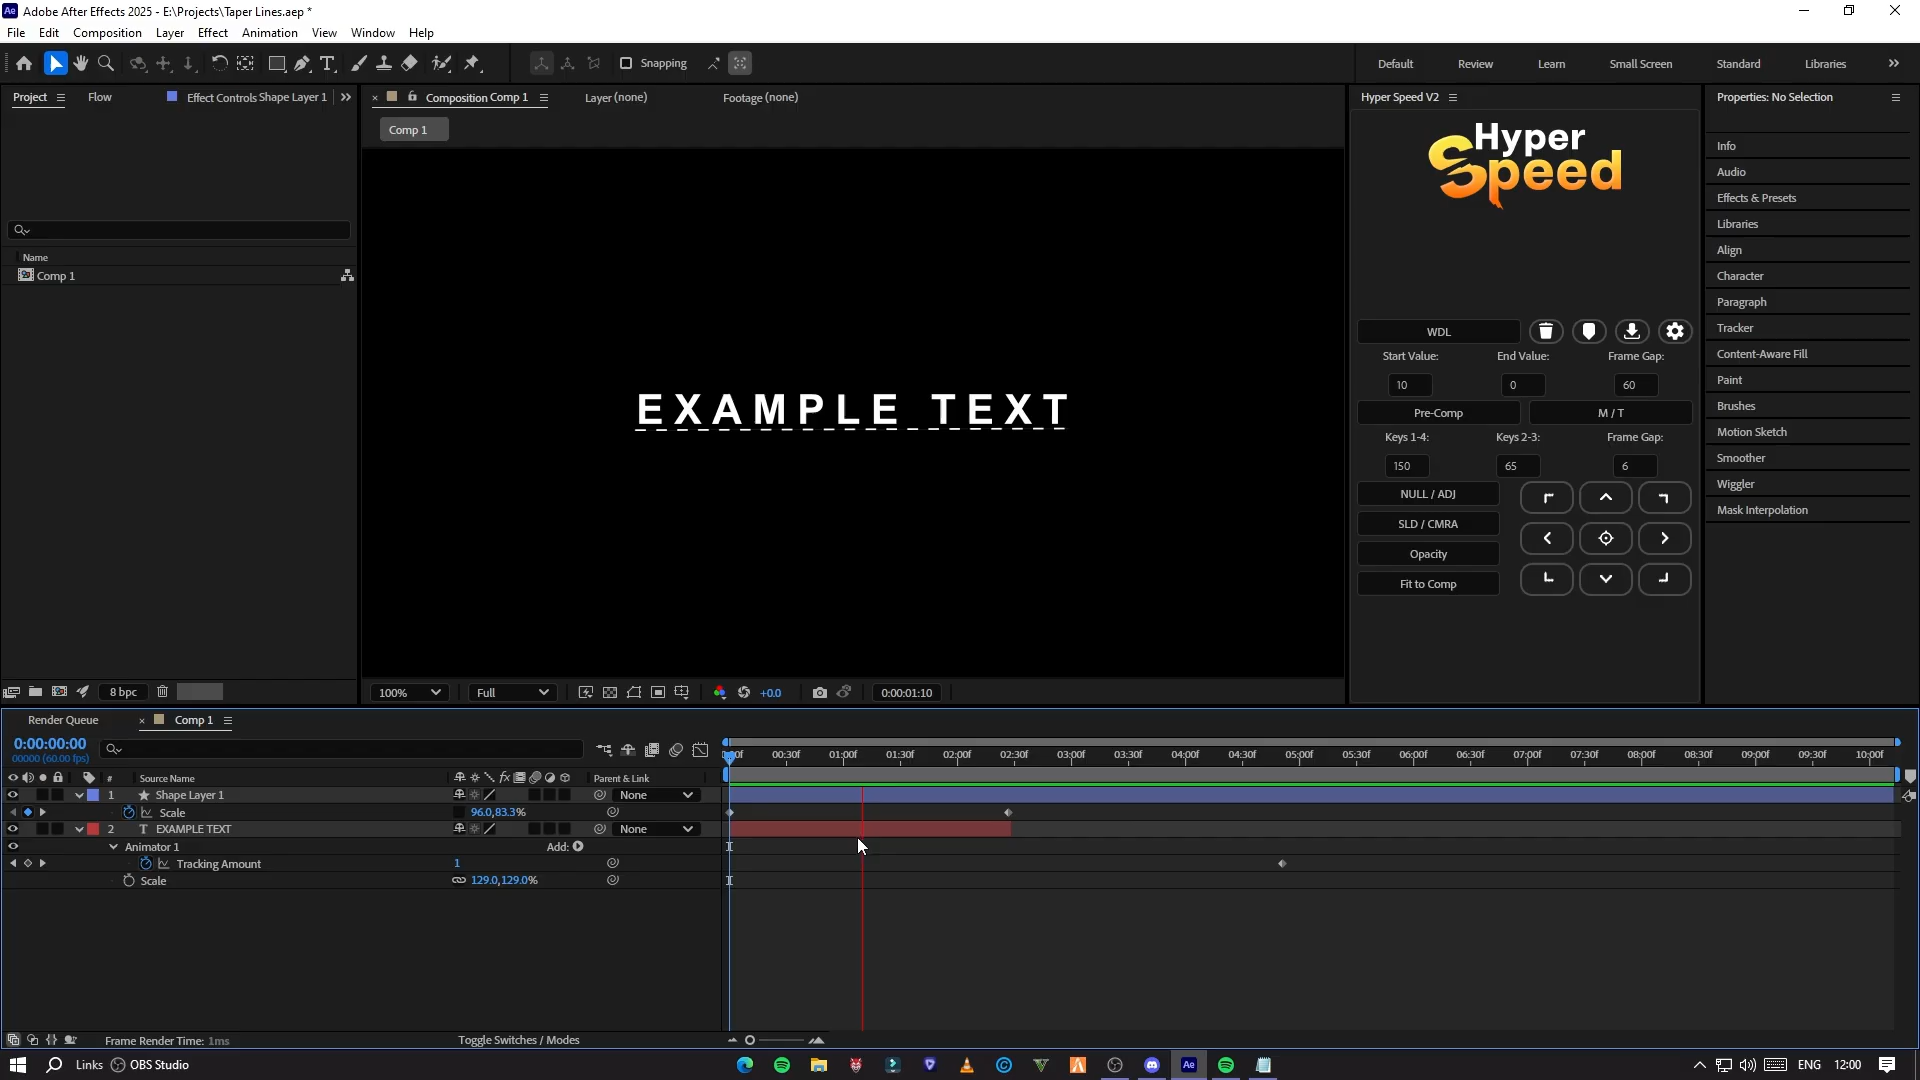 Adobe After Effects 2025 - E:\Projects\Taper Lines.aep *
File Edit Composition Layer Effect Animation View Window Help
Snapping
Default Review Learn Small Screen Standard Libraries
Project Flow Effect Controls Shape Layer 1
Composition Comp 1 Layer (none) Footage (none)
Hyper Speed V2
Properties: No Selection
Comp 1
Hyper
Speed
Info
Audio
Effects & Presets
Libraries
Align
Character
Paragraph
Tracker
Content-Aware Fill
Paint
Brushes
Motion Sketch
Smoother
Wiggler
Mask Interpolation
Name
Comp 1
EXAMPLE TEXT
WDL
Start Value: End Value: Frame Gap:
10 0 60
Pre-Comp M / T
Keys 1-4: Keys 2-3: Frame Gap:
150 65 6
NULL / ADJ
SLD / CMRA
Opacity
Fit to Comp
8 bpc
100% Full +0.0 0:00:01:10
Render Queue Comp 1
0:00:00:00
00000 (60.00 fps)
00:30f 01:00f 01:30f 02:00f 02:30f 03:00f 03:30f 04:00f 04:30f 05:00f 05:30f 06:00f 06:30f 07:00f 07:30f 08:00f 08:30f 09:00f 09:30f 10:00f
# Source Name fx Parent & Link
1 Shape Layer 1 None
Scale 96.0,83.3%
2 T EXAMPLE TEXT None
Animator 1 Add:
Tracking Amount 1
Scale 129.0,129.0%
Frame Render Time: 1ms Toggle Switches / Modes
Links OBS Studio Ae ENG 12:00